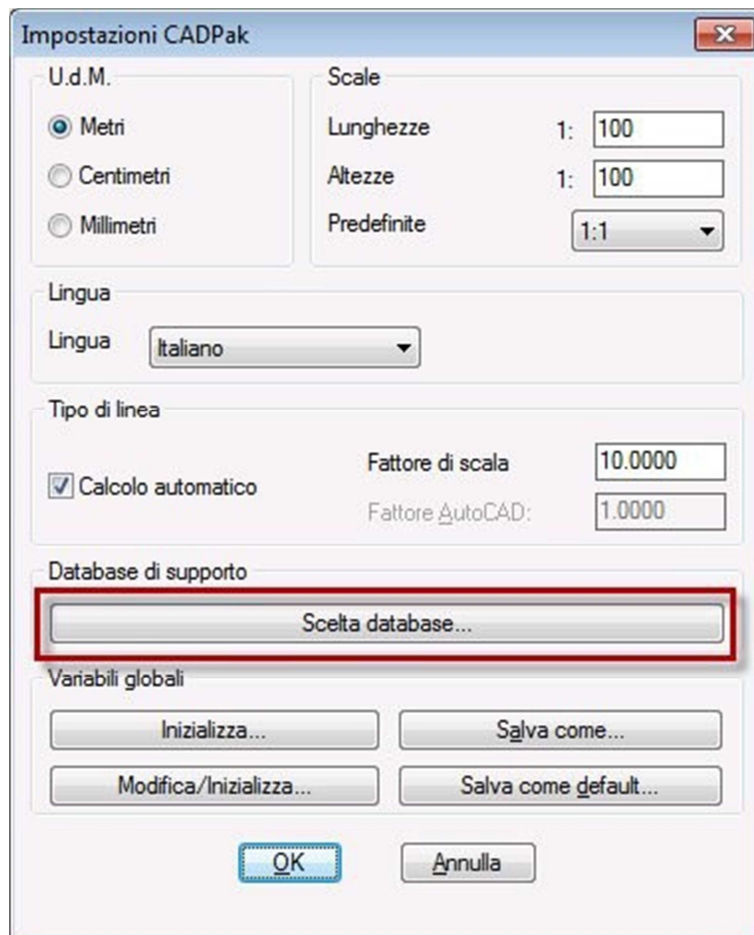 Impostazioni CADPak
U.d.M.
Metri
Centimetri
Millimetri
Scale
Lunghezze 1: 100
Altezze 1: 100
Predefinite 1:1
Lingua
Lingua Italiano
Tipo di linea
Calcolo automatico
Fattore di scala 10.0000
Fattore AutoCAD: 1.0000
Database di supporto
Scelta database...
Variabili globali
Inizializza... Salva come...
Modifica/Inizializza... Salva come default...
OK Annulla